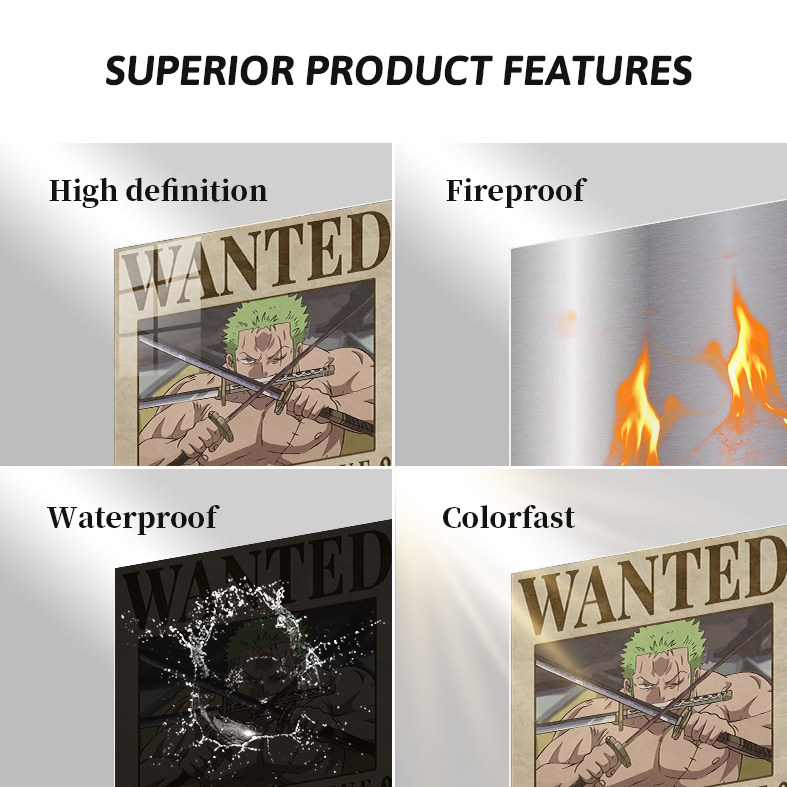 SUPERIOR PRODUCT FEATURES
High definition
Fireproof
WANTED
Waterproof
Colorfast
WANTED
WANTED